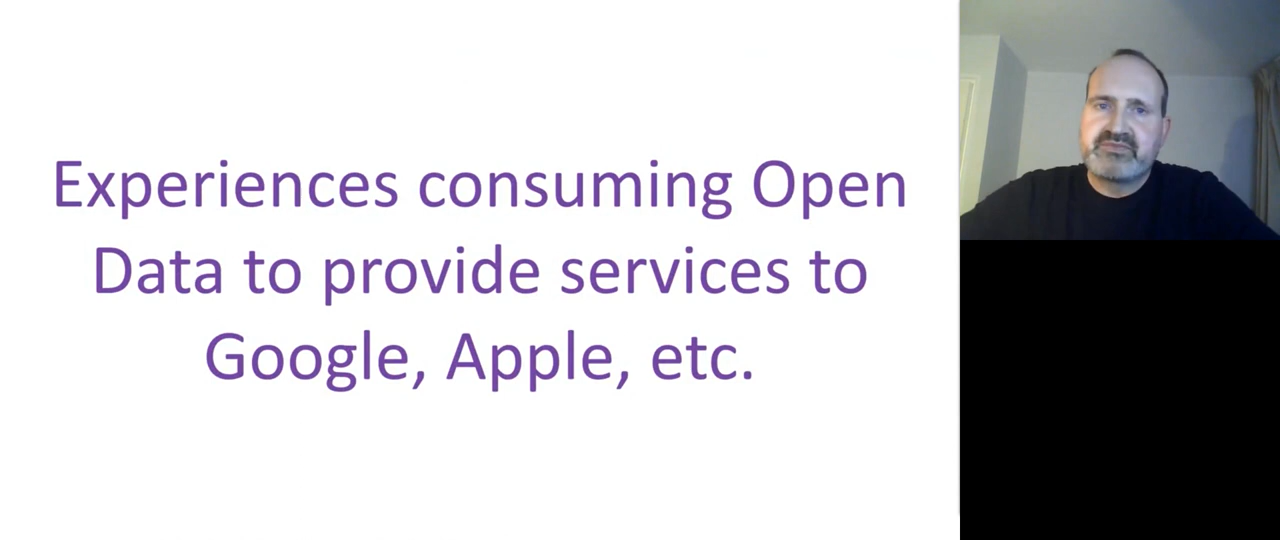 Experiences consuming Open
Data to provide services to
Google, Apple, etc.